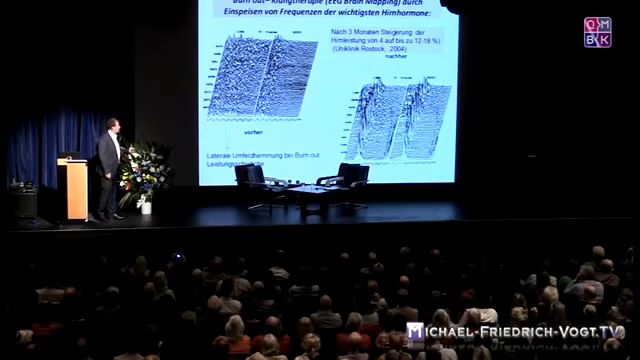 Burn out– Klangtherapie (EEG Brain Mapping) durch
Einspeisen von Frequenzen der wichtigsten Hirnhormone:
Nach 3 Monaten Steigerung der
Hirnleistung von 4 auf bis zu 12-18 %)
(Uniklinik Rostock, 2004)
nachher
vorher
Laterale Umfeldhemmung bei Burn out
QMBK
MICHAEL-FRIEDRICH-VOGT.TV